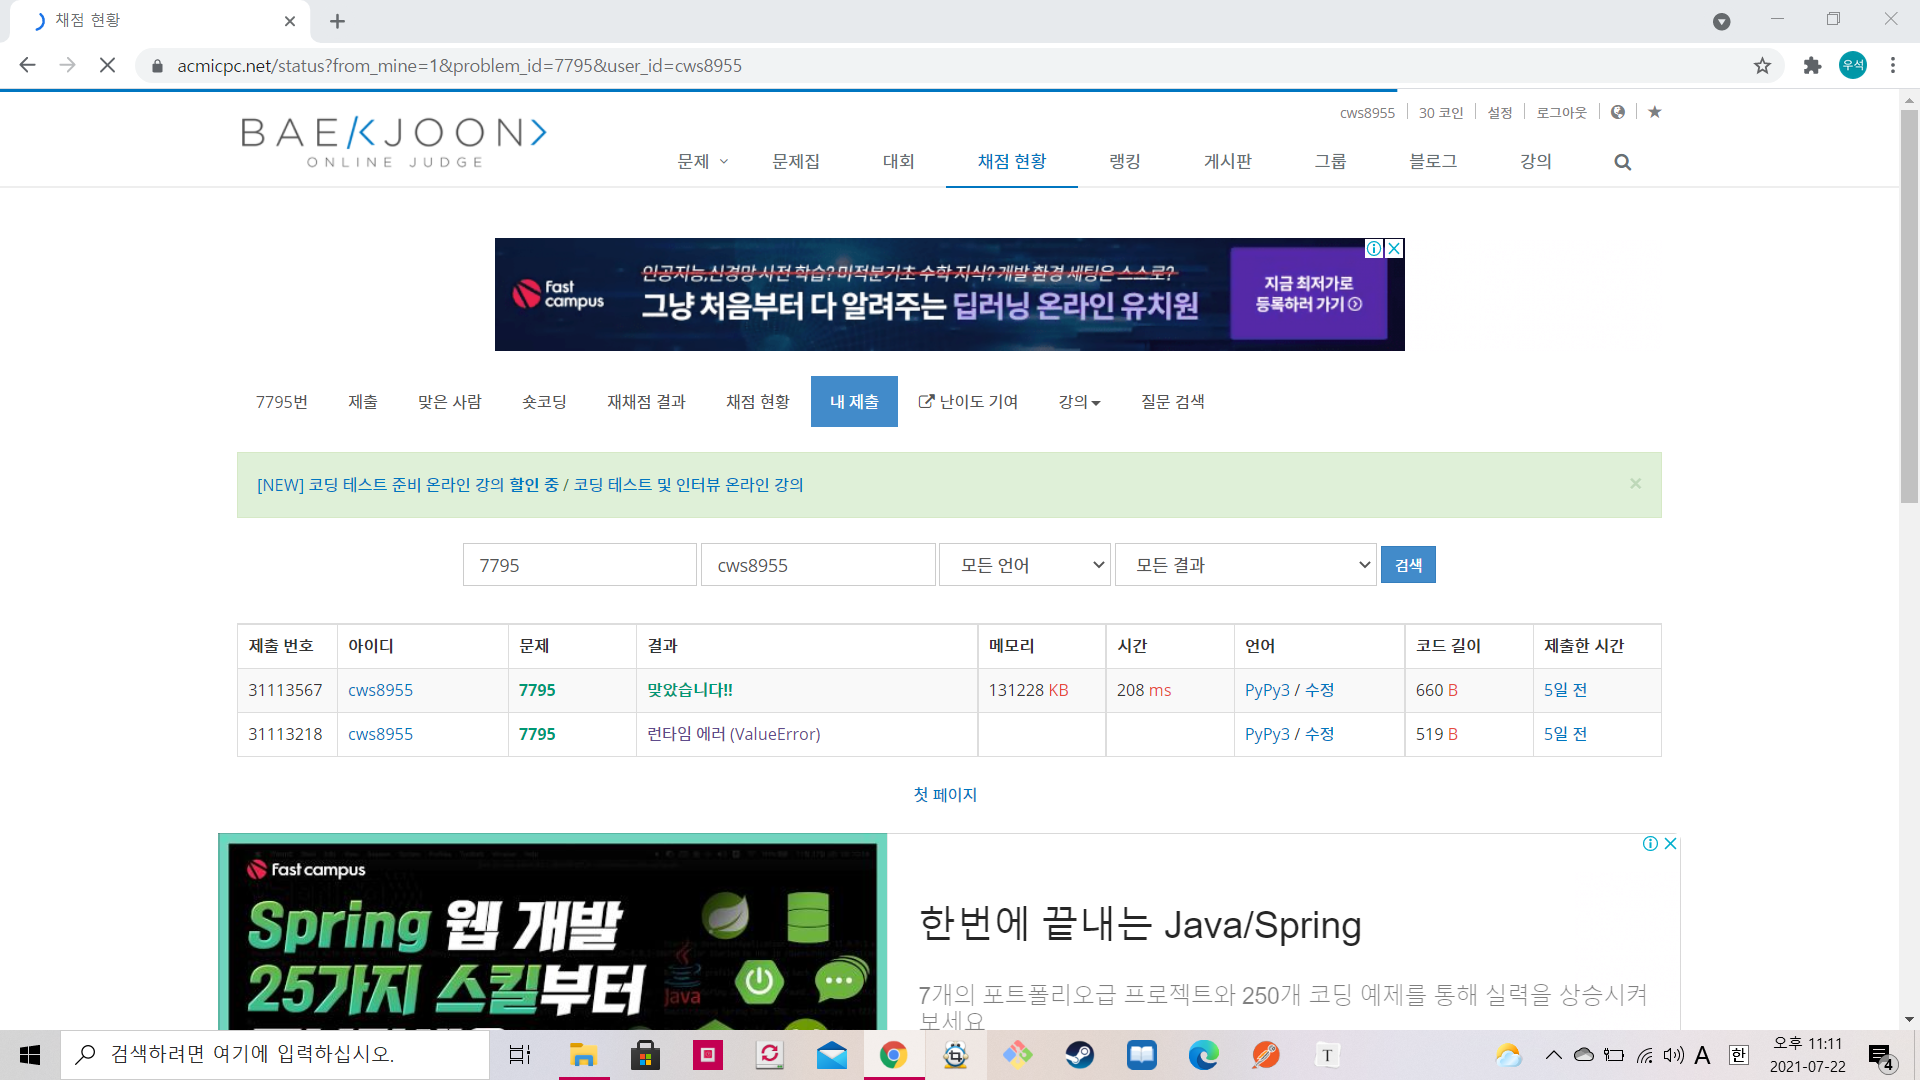 채점 현황
acmicpc.net/status?from_mine=1&problem_id=7795&user_id=cws8955
우석
cws8955 30 코인 설정 로그아웃
BAEKJOON
ONLINE JUDGE
문제 문제집 대회 채점 현황 랭킹 게시판 그룹 블로그 강의
Fast campus
인공지능,신경망 사전 학습? 미적분기초 수학 지식? 개발 환경 세팅은 스스로?
그냥 처음부터 다 알려주는 딥러닝 온라인 유치원
지금 최저가로
등록하러 가기
7795번 제출 맞은 사람 숏코딩 재채점 결과 채점 현황 내 제출 난이도 기여 강의 질문 검색
[NEW] 코딩 테스트 준비 온라인 강의 할인 중 / 코딩 테스트 및 인터뷰 온라인 강의 ×
7795 cws8955 모든 언어 모든 결과 검색
제출 번호 아이디 문제 결과 메모리 시간 언어 코드 길이 제출한 시간
31113567 cws8955 7795 맞았습니다!! 131228 KB 208 ms PyPy3 / 수정 660 B 5일 전
31113218 cws8955 7795 런타임 에러 (ValueError) PyPy3 / 수정 519 B 5일 전
첫 페이지
Fast campus
Spring 웹 개발
25가지 스킬부터
Java
한번에 끝내는 Java/Spring
7개의 포트폴리오급 프로젝트와 250개 코딩 예제를 통해 실력을 상승시켜
보세요
검색하려면 여기에 입력하십시오.
T
A
한
오후 11:11
2021-07-22
4